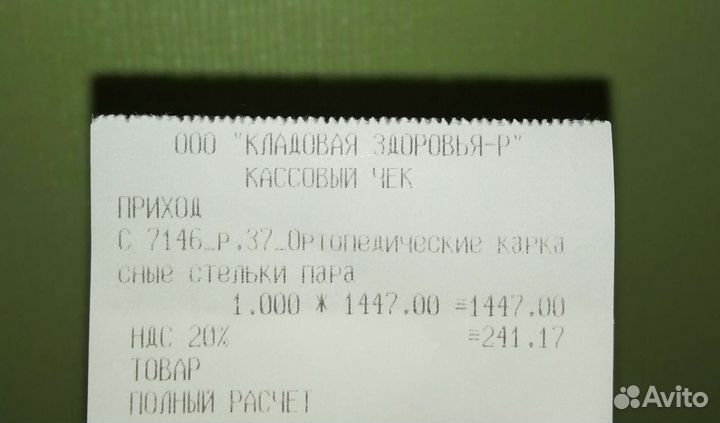 ООО "КЛАДОВАЯ ЗДОРОВЬЯ-Р"
КАССОВЫЙ ЧЕК
ПРИХОД
С 7146_р.37_Ортопедические карка
сные стельки пара
1.000 * 1447.00 =1447.00
НДС 20% =241.17
ТОВАР
ПОЛНЫЙ РАСЧЕТ
Avito